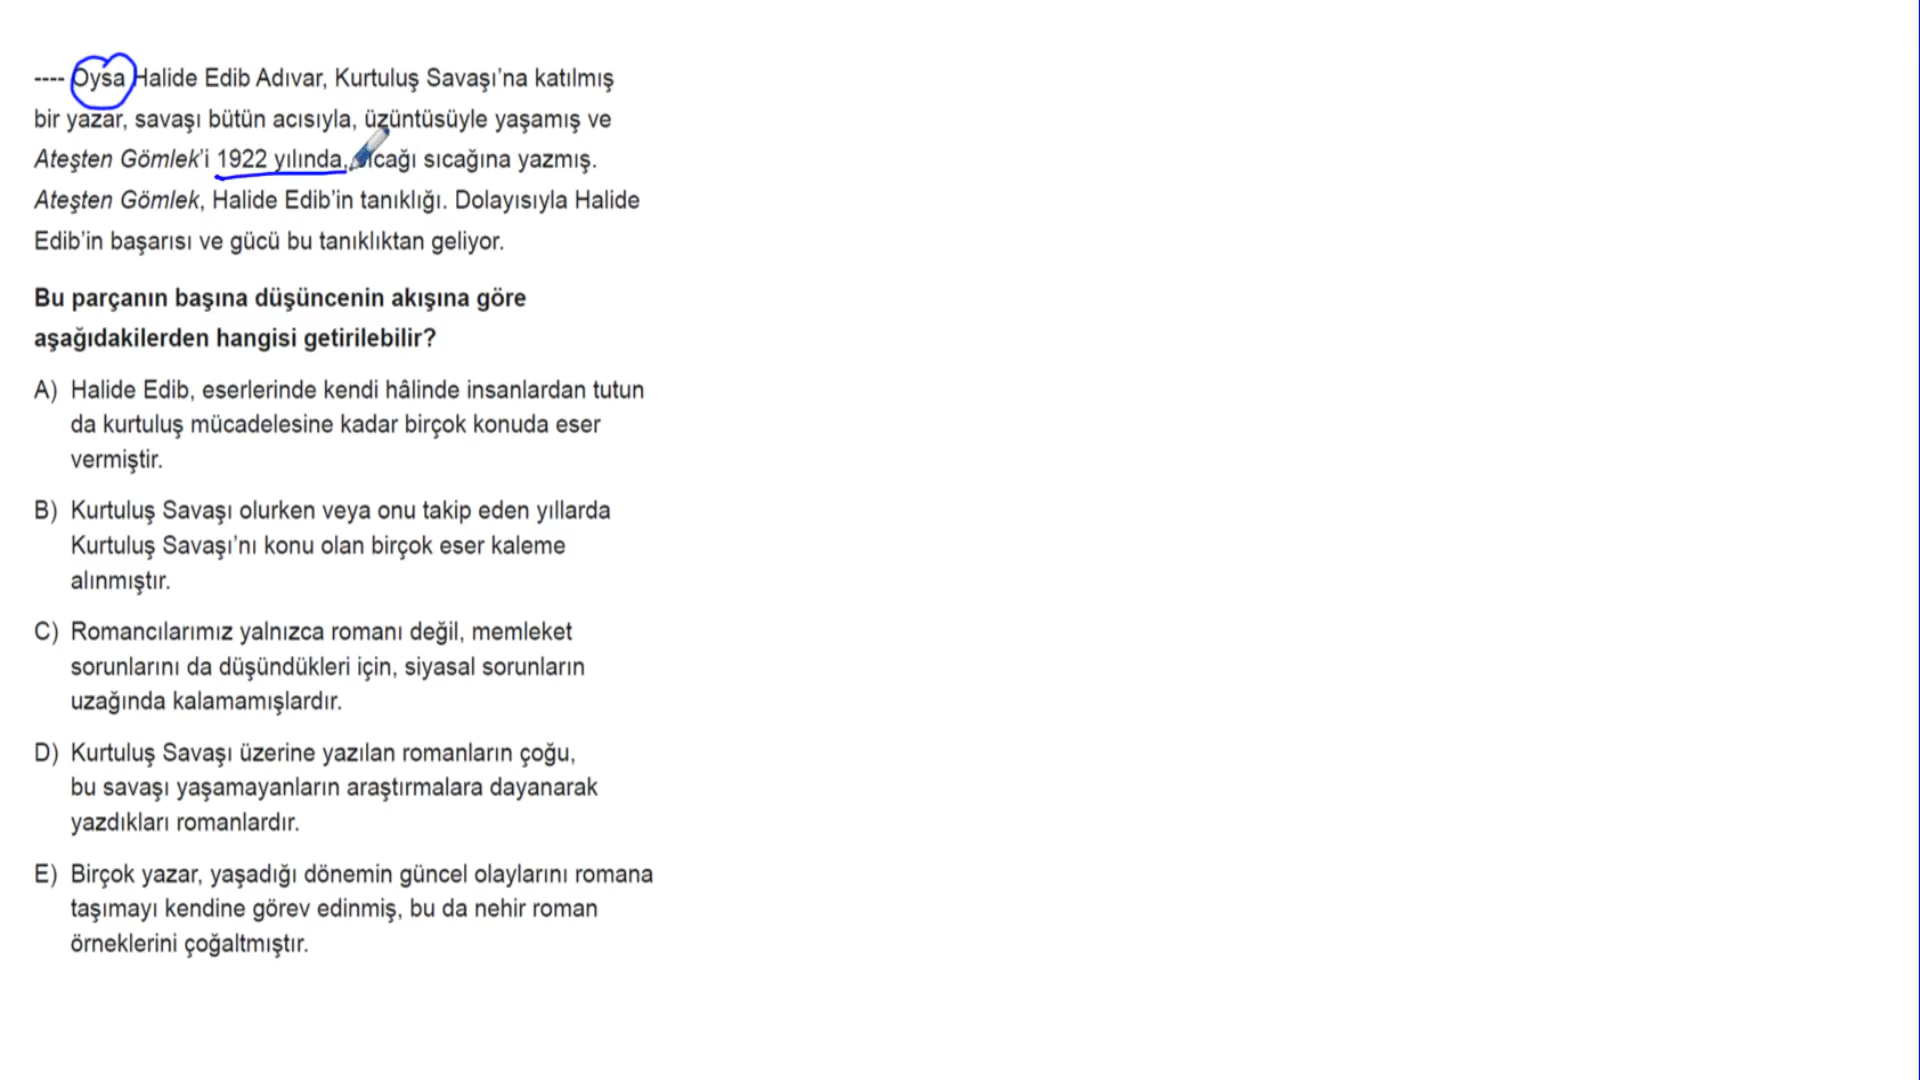 ---- Oysa Halide Edib Adıvar, Kurtuluş Savaşı’na katılmış
bir yazar, savaşı bütün acısıyla, üzüntüsüyle yaşamış ve
Ateşten Gömlek’i 1922 yılında, sıcağı sıcağına yazmış.
Ateşten Gömlek, Halide Edib’in tanıklığı. Dolayısıyla Halide
Edib’in başarısı ve gücü bu tanıklıktan geliyor.
Bu parçanın başına düşüncenin akışına göre
aşağıdakilerden hangisi getirilebilir?
A) Halide Edib, eserlerinde kendi hâlinde insanlardan tutun
da kurtuluş mücadelesine kadar birçok konuda eser
vermiştir.
B) Kurtuluş Savaşı olurken veya onu takip eden yıllarda
Kurtuluş Savaşı’nı konu olan birçok eser kaleme
alınmıştır.
C) Romancılarımız yalnızca romanı değil, memleket
sorunlarını da düşündükleri için, siyasal sorunların
uzağında kalamamışlardır.
D) Kurtuluş Savaşı üzerine yazılan romanların çoğu,
bu savaşı yaşamayanların araştırmalara dayanarak
yazdıkları romanlardır.
E) Birçok yazar, yaşadığı dönemin güncel olaylarını romana
taşımayı kendine görev edinmiş, bu da nehir roman
örneklerini çoğaltmıştır.